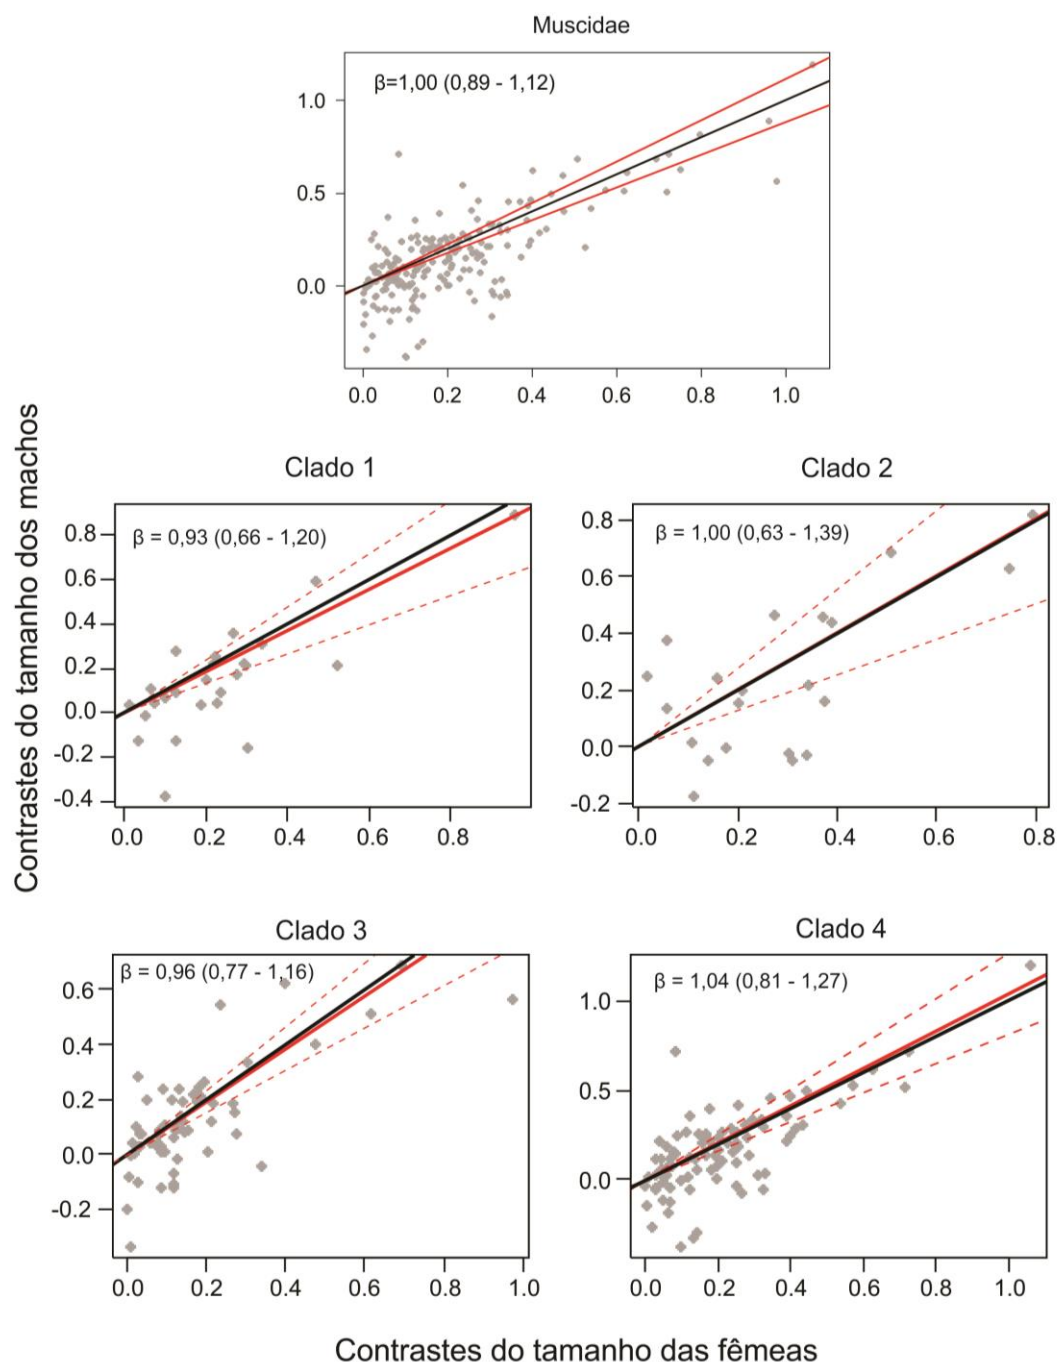 Muscidae
β=1,00 (0,89 - 1,12)
1.0
0.5
0.0
0.0 0.2 0.4 0.6 0.8 1.0
Contrastes do tamanho dos machos
Clado 1
β = 0,93 (0,66 - 1,20)
0.8
0.6
0.4
0.2
0.0
-0.2
-0.4
0.0 0.2 0.4 0.6 0.8
Clado 2
β = 1,00 (0,63 - 1,39)
0.8
0.6
0.4
0.2
0.0
-0.2
0.0 0.2 0.4 0.6 0.8
Clado 3
β = 0,96 (0,77 - 1,16)
0.6
0.4
0.2
0.0
-0.2
0.0 0.2 0.4 0.6 0.8 1.0
Clado 4
β = 1,04 (0,81 - 1,27)
1.0
0.5
0.0
0.0 0.2 0.4 0.6 0.8 1.0
Contrastes do tamanho das fêmeas